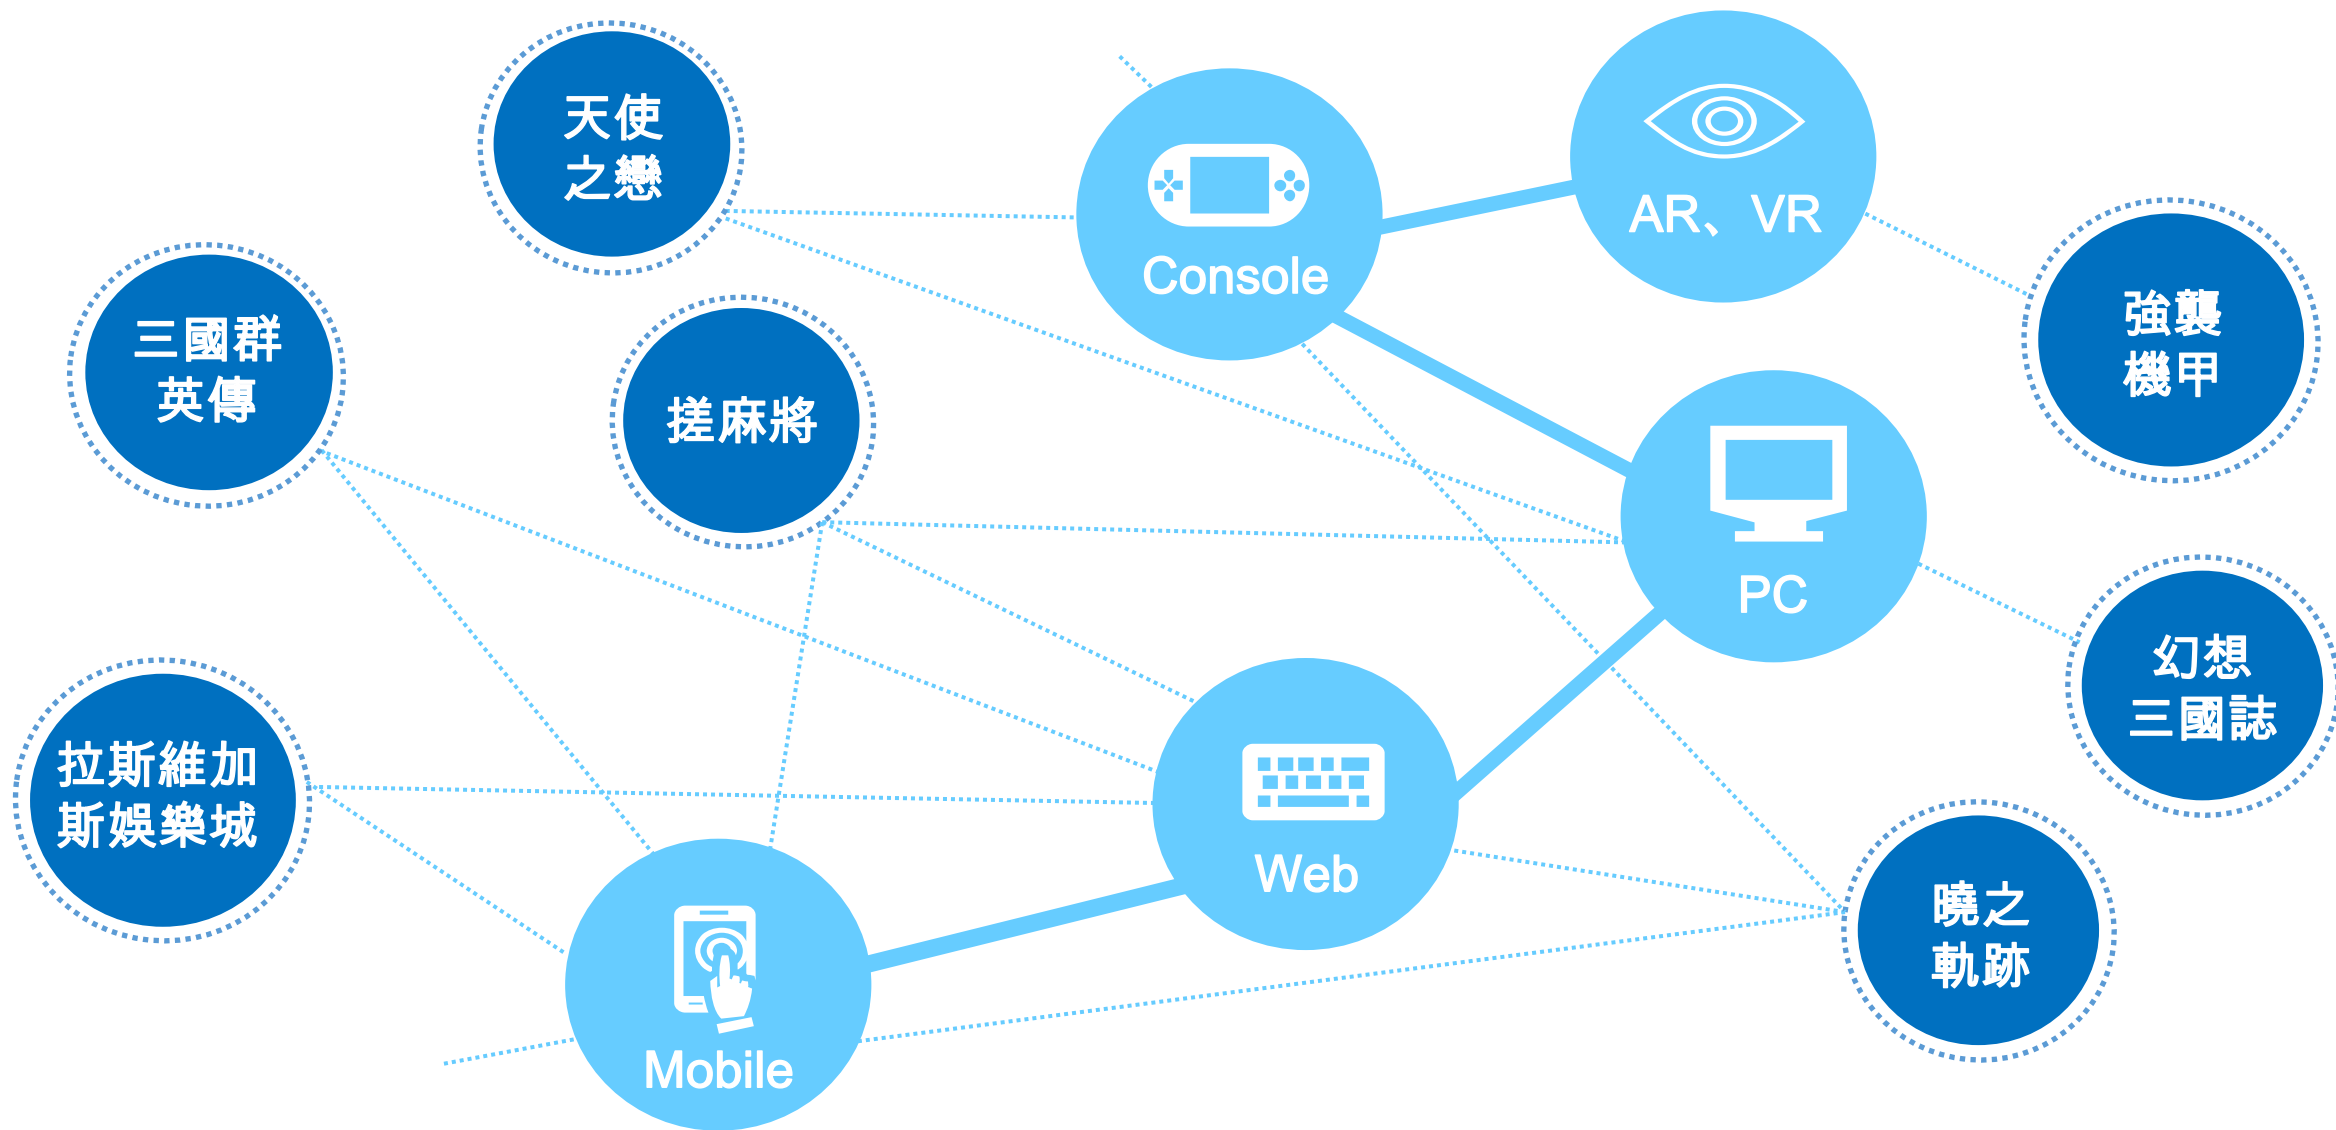 天使
之戀
Console
AR、VR
三國群
英傳
搓麻將
強襲
機甲
PC
幻想
三國誌
拉斯維加
斯娛樂城
Web
曉之
軌跡
Mobile